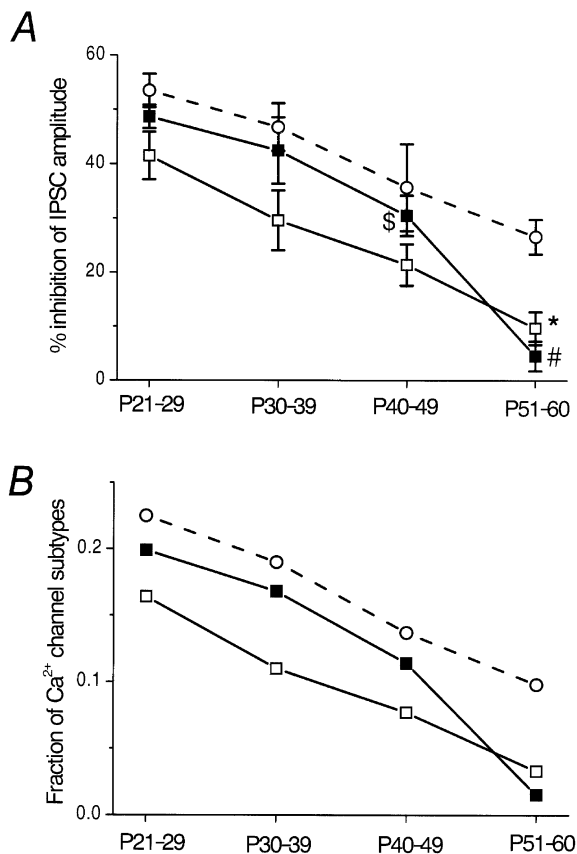 A
% inhibition of IPSC amplitude
60
40
20
0
$
*
#
P21-29 P30-39 P40-49 P51-60
B
Fraction of Ca2+ channel subtypes
0.2
0.1
0.0
P21-29 P30-39 P40-49 P51-60